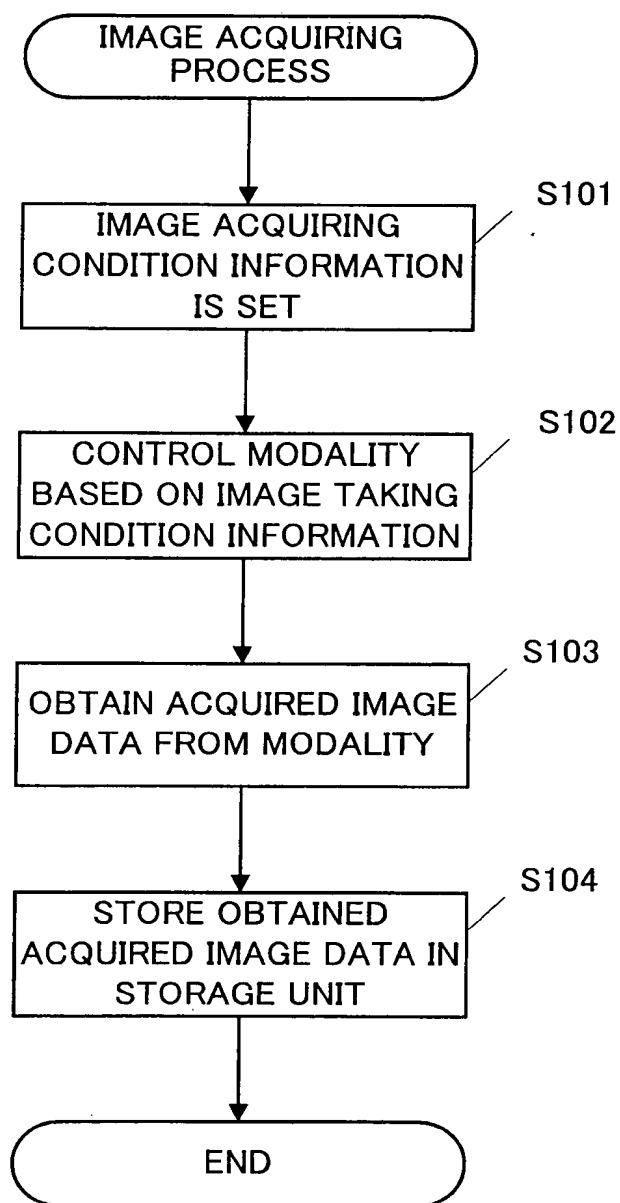 IMAGE ACQUIRING
PROCESS
S101
IMAGE ACQUIRING
CONDITION INFORMATION
IS SET
S102
CONTROL MODALITY
BASED ON IMAGE TAKING
CONDITION INFORMATION
S103
OBTAIN ACQUIRED IMAGE
DATA FROM MODALITY
S104
STORE OBTAINED
ACQUIRED IMAGE DATA IN
STORAGE UNIT
END